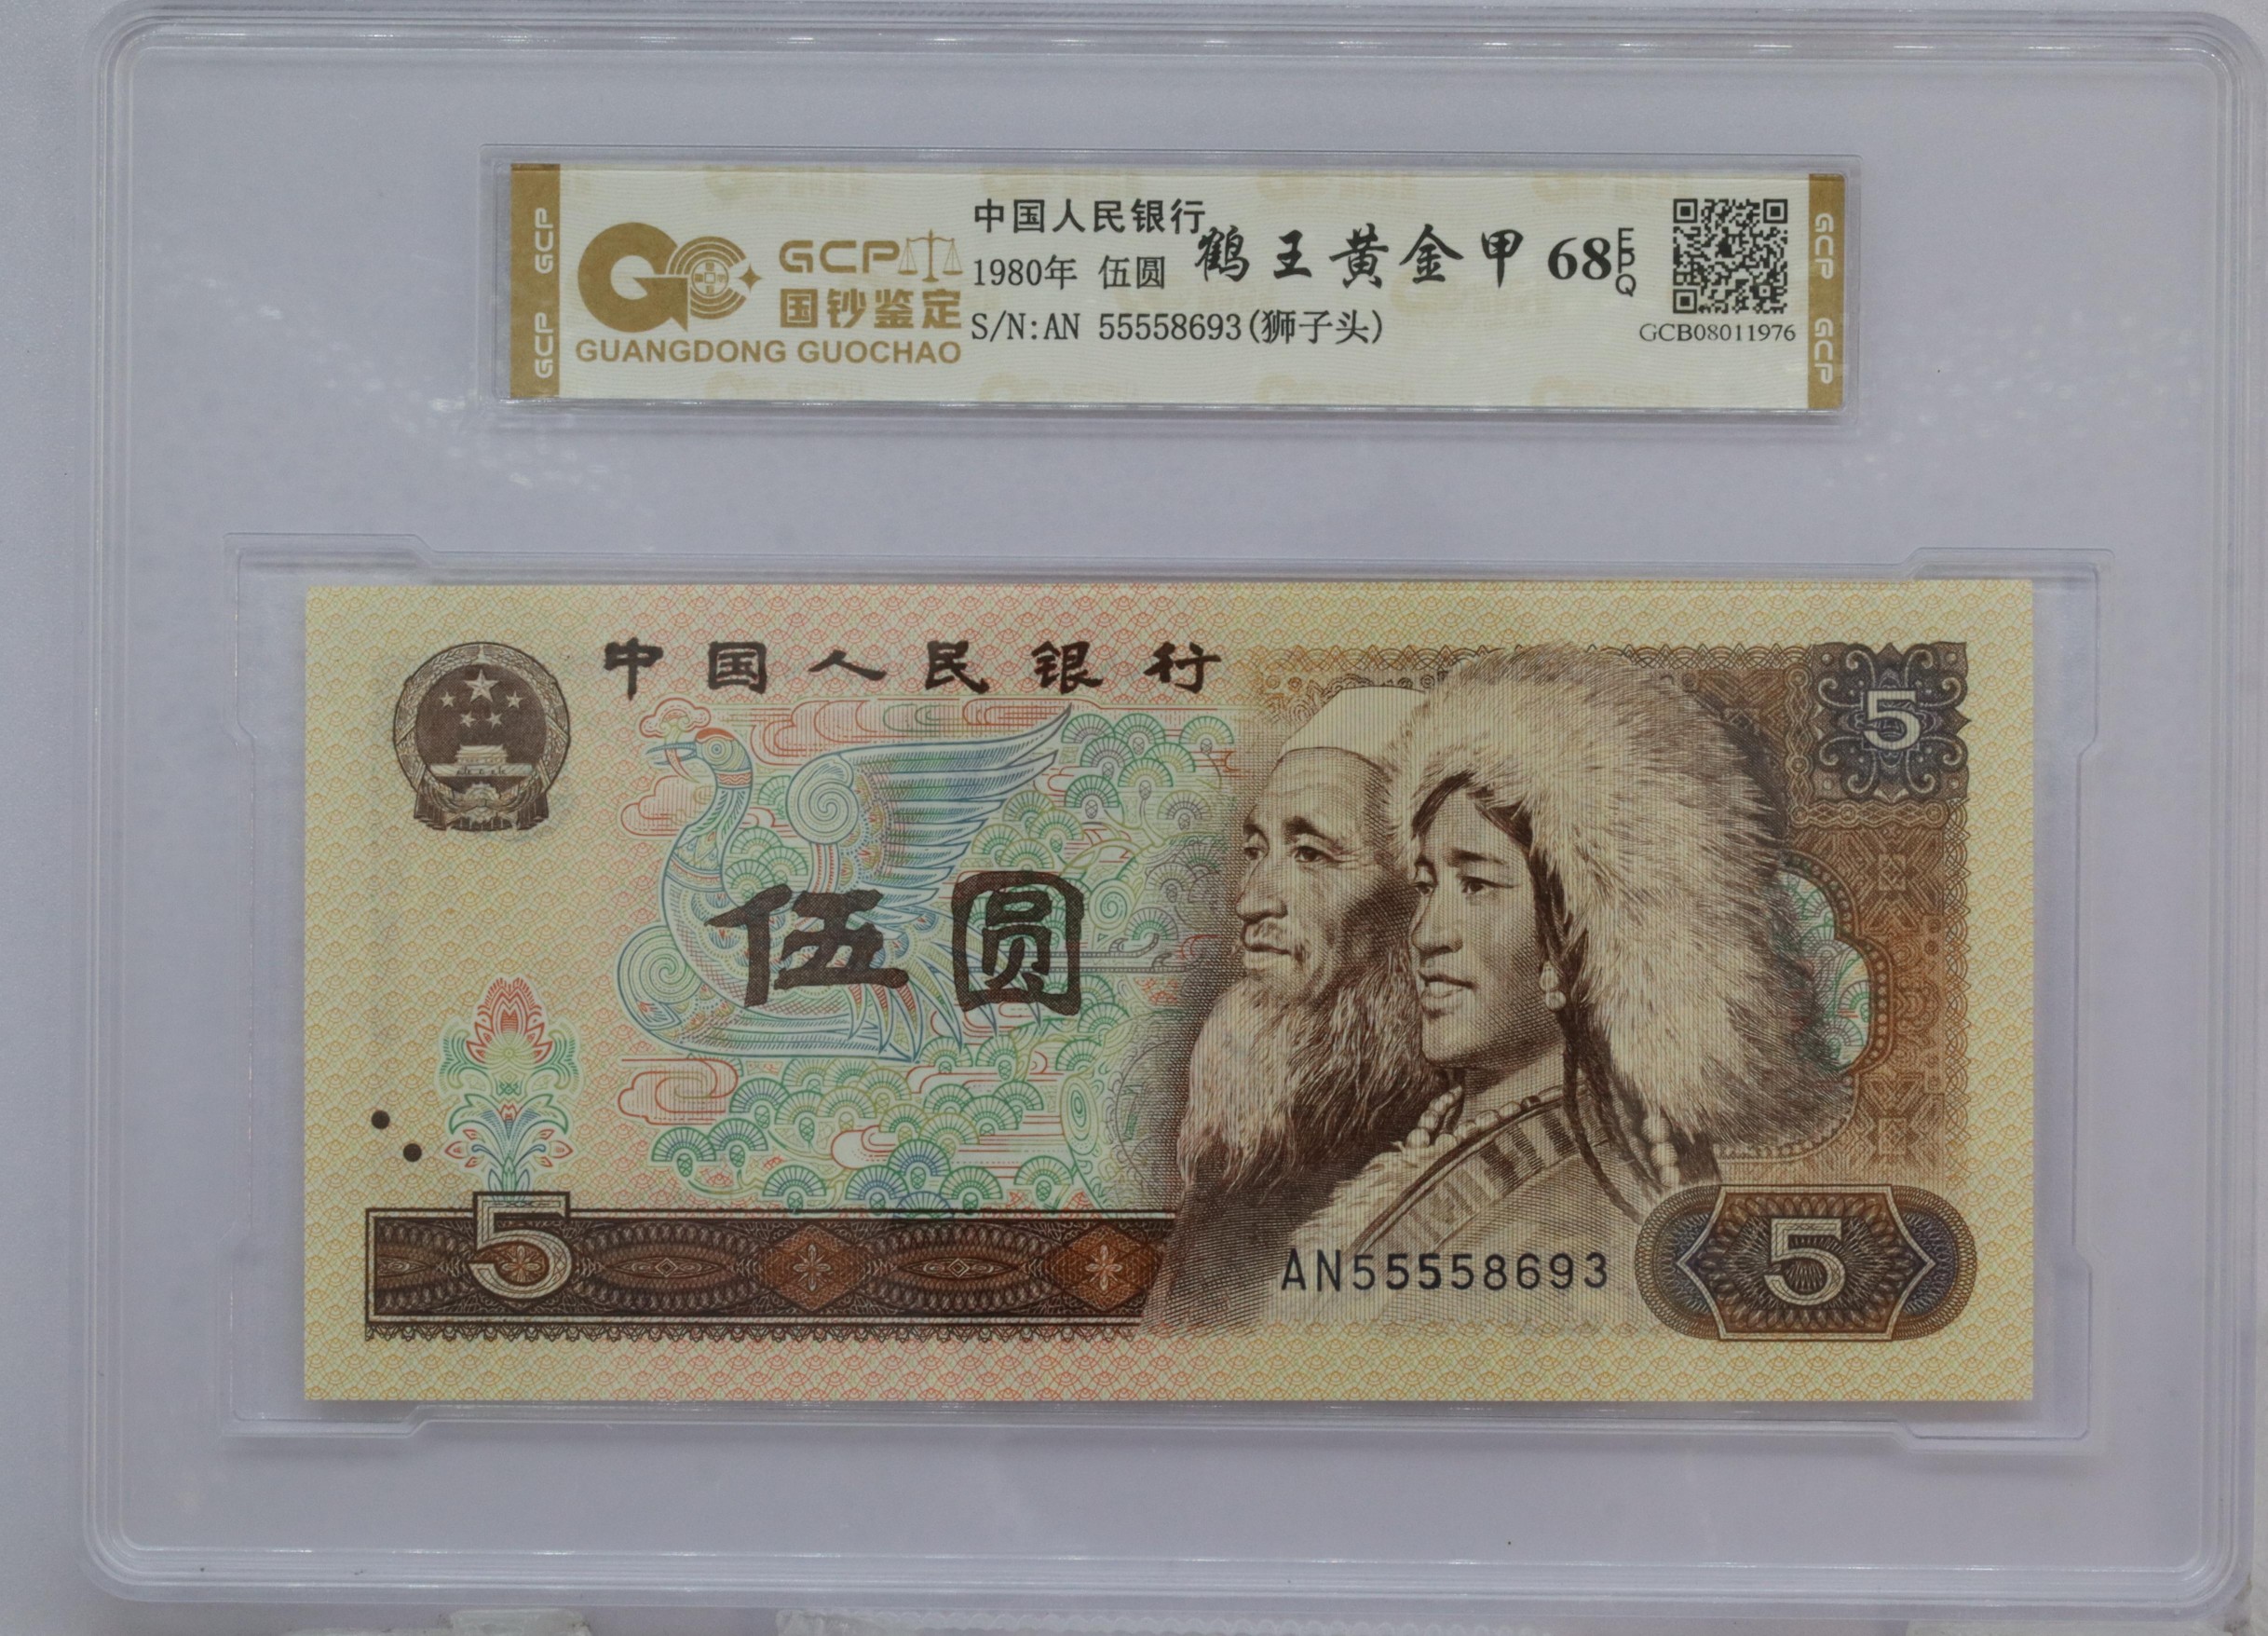 GCP GCP
GCP
国钞鉴定
GUANGDONG GUOCHAO
中国人民银行
1980年 伍圆
S/N:AN 55558693(狮子头)
鹤王黄金甲 68 EPQ
GCB08011976
GCP GCP
中国人民银行
5
伍圆
5
AN55558693
5